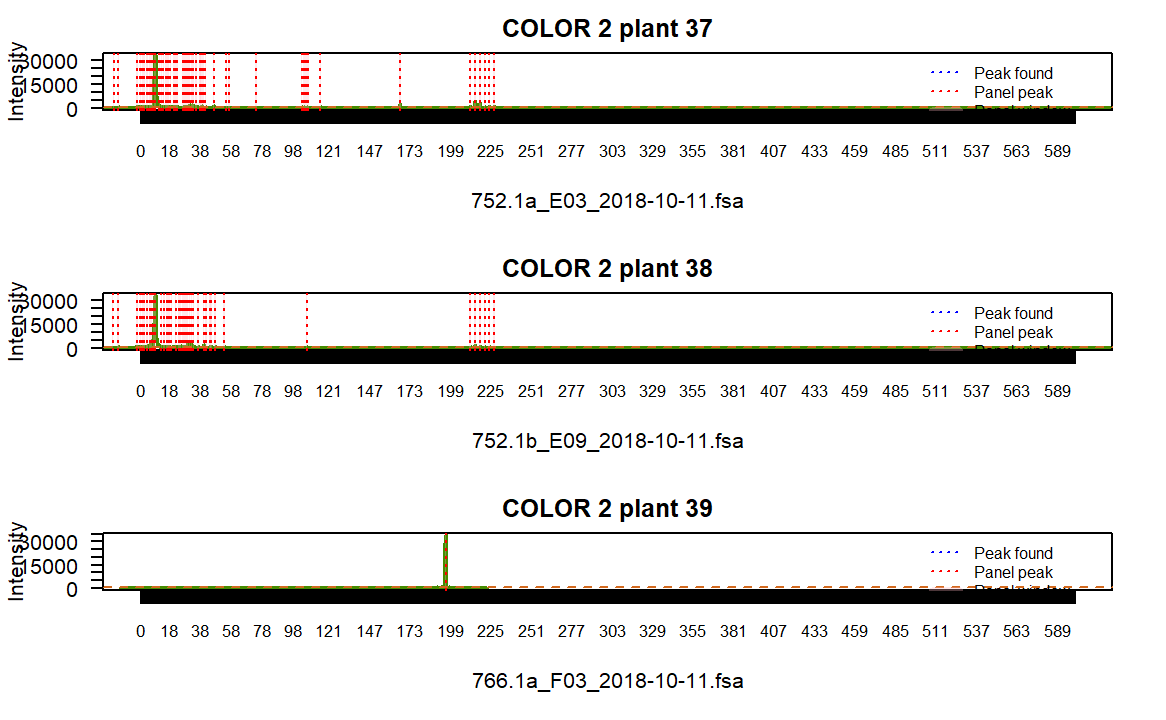 COLOR 2 plant 37
Intensity
30000
15000
0
Peak found
Panel peak
0 18 38 58 78 98 121 147 173 199 225 251 277 303 329 355 381 407 433 459 485 511 537 563 589
752.1a_E03_2018-10-11.fsa
COLOR 2 plant 38
Intensity
30000
15000
0
Peak found
Panel peak
0 18 38 58 78 98 121 147 173 199 225 251 277 303 329 355 381 407 433 459 485 511 537 563 589
752.1b_E09_2018-10-11.fsa
COLOR 2 plant 39
Intensity
30000
15000
0
Peak found
Panel peak
0 18 38 58 78 98 121 147 173 199 225 251 277 303 329 355 381 407 433 459 485 511 537 563 589
766.1a_F03_2018-10-11.fsa